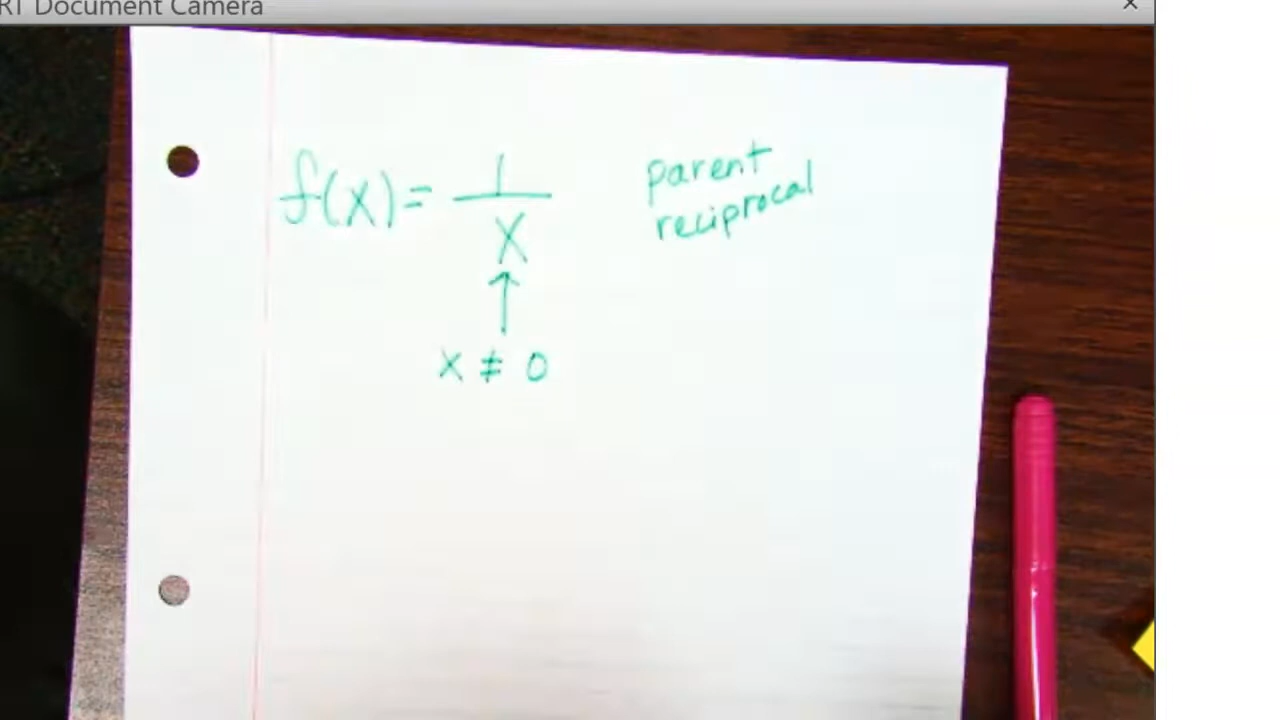 RT Document Camera
f(x) = 1/x
parent
reciprocal
↑
x ≠ 0